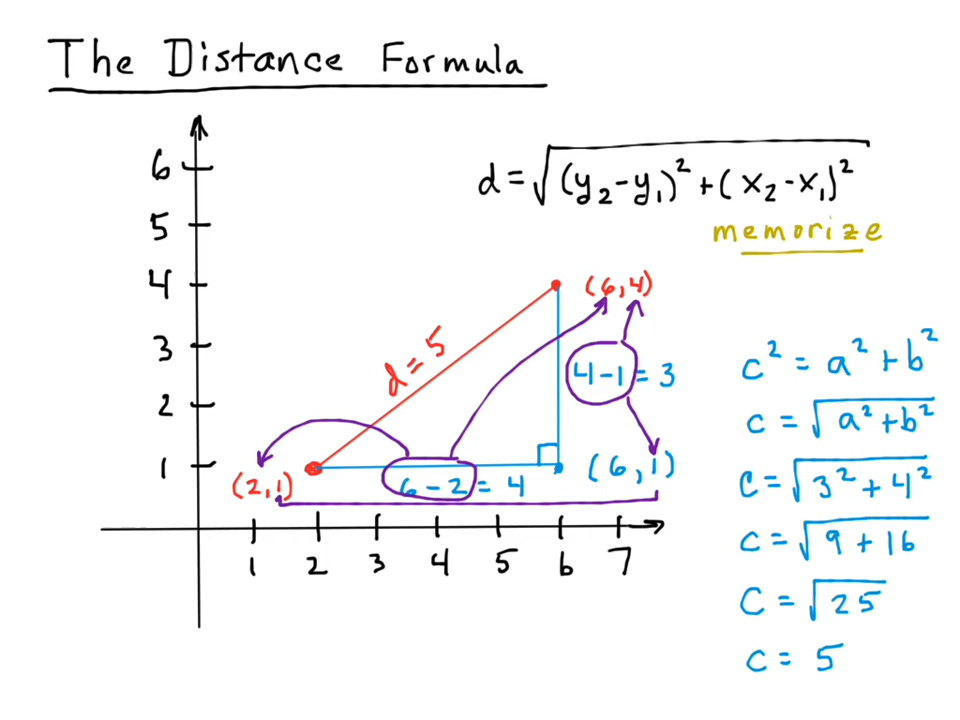 The Distance Formula
d = √(y₂-y₁)² + (x₂-x₁)²
memorize
6
5
4
3
2
1
(6,4)
d = 5
4-1 = 3
(2,1)
6-2 = 4
(6,1)
1 2 3 4 5 6 7
c² = a² + b²
c = √a² + b²
c = √3² + 4²
c = √9 + 16
c = √25
c = 5